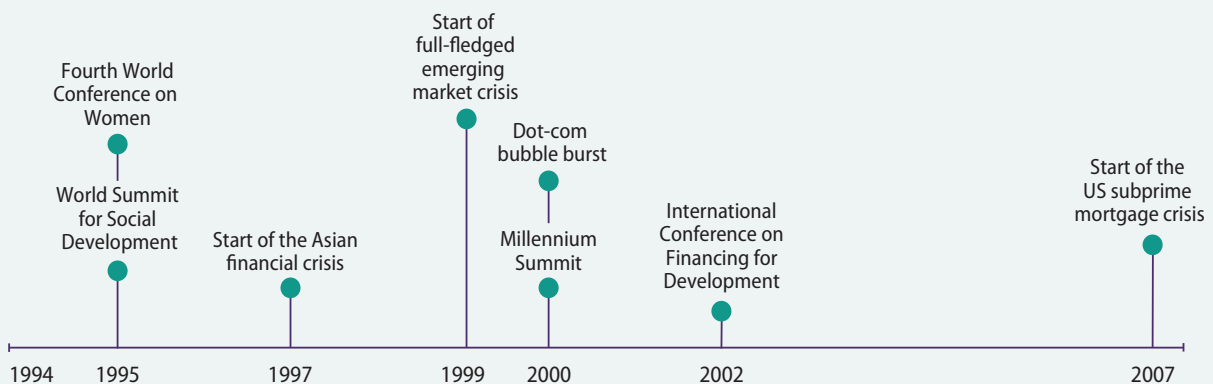 Fourth World
Conference on
Women
World Summit
for Social
Development
Start of the Asian
financial crisis
Start of
full-fledged
emerging
market crisis
Dot-com
bubble burst
Millennium
Summit
International
Conference on
Financing for
Development
Start of the
US subprime
mortgage crisis
1994 1995 1997 1999 2000 2002 2007